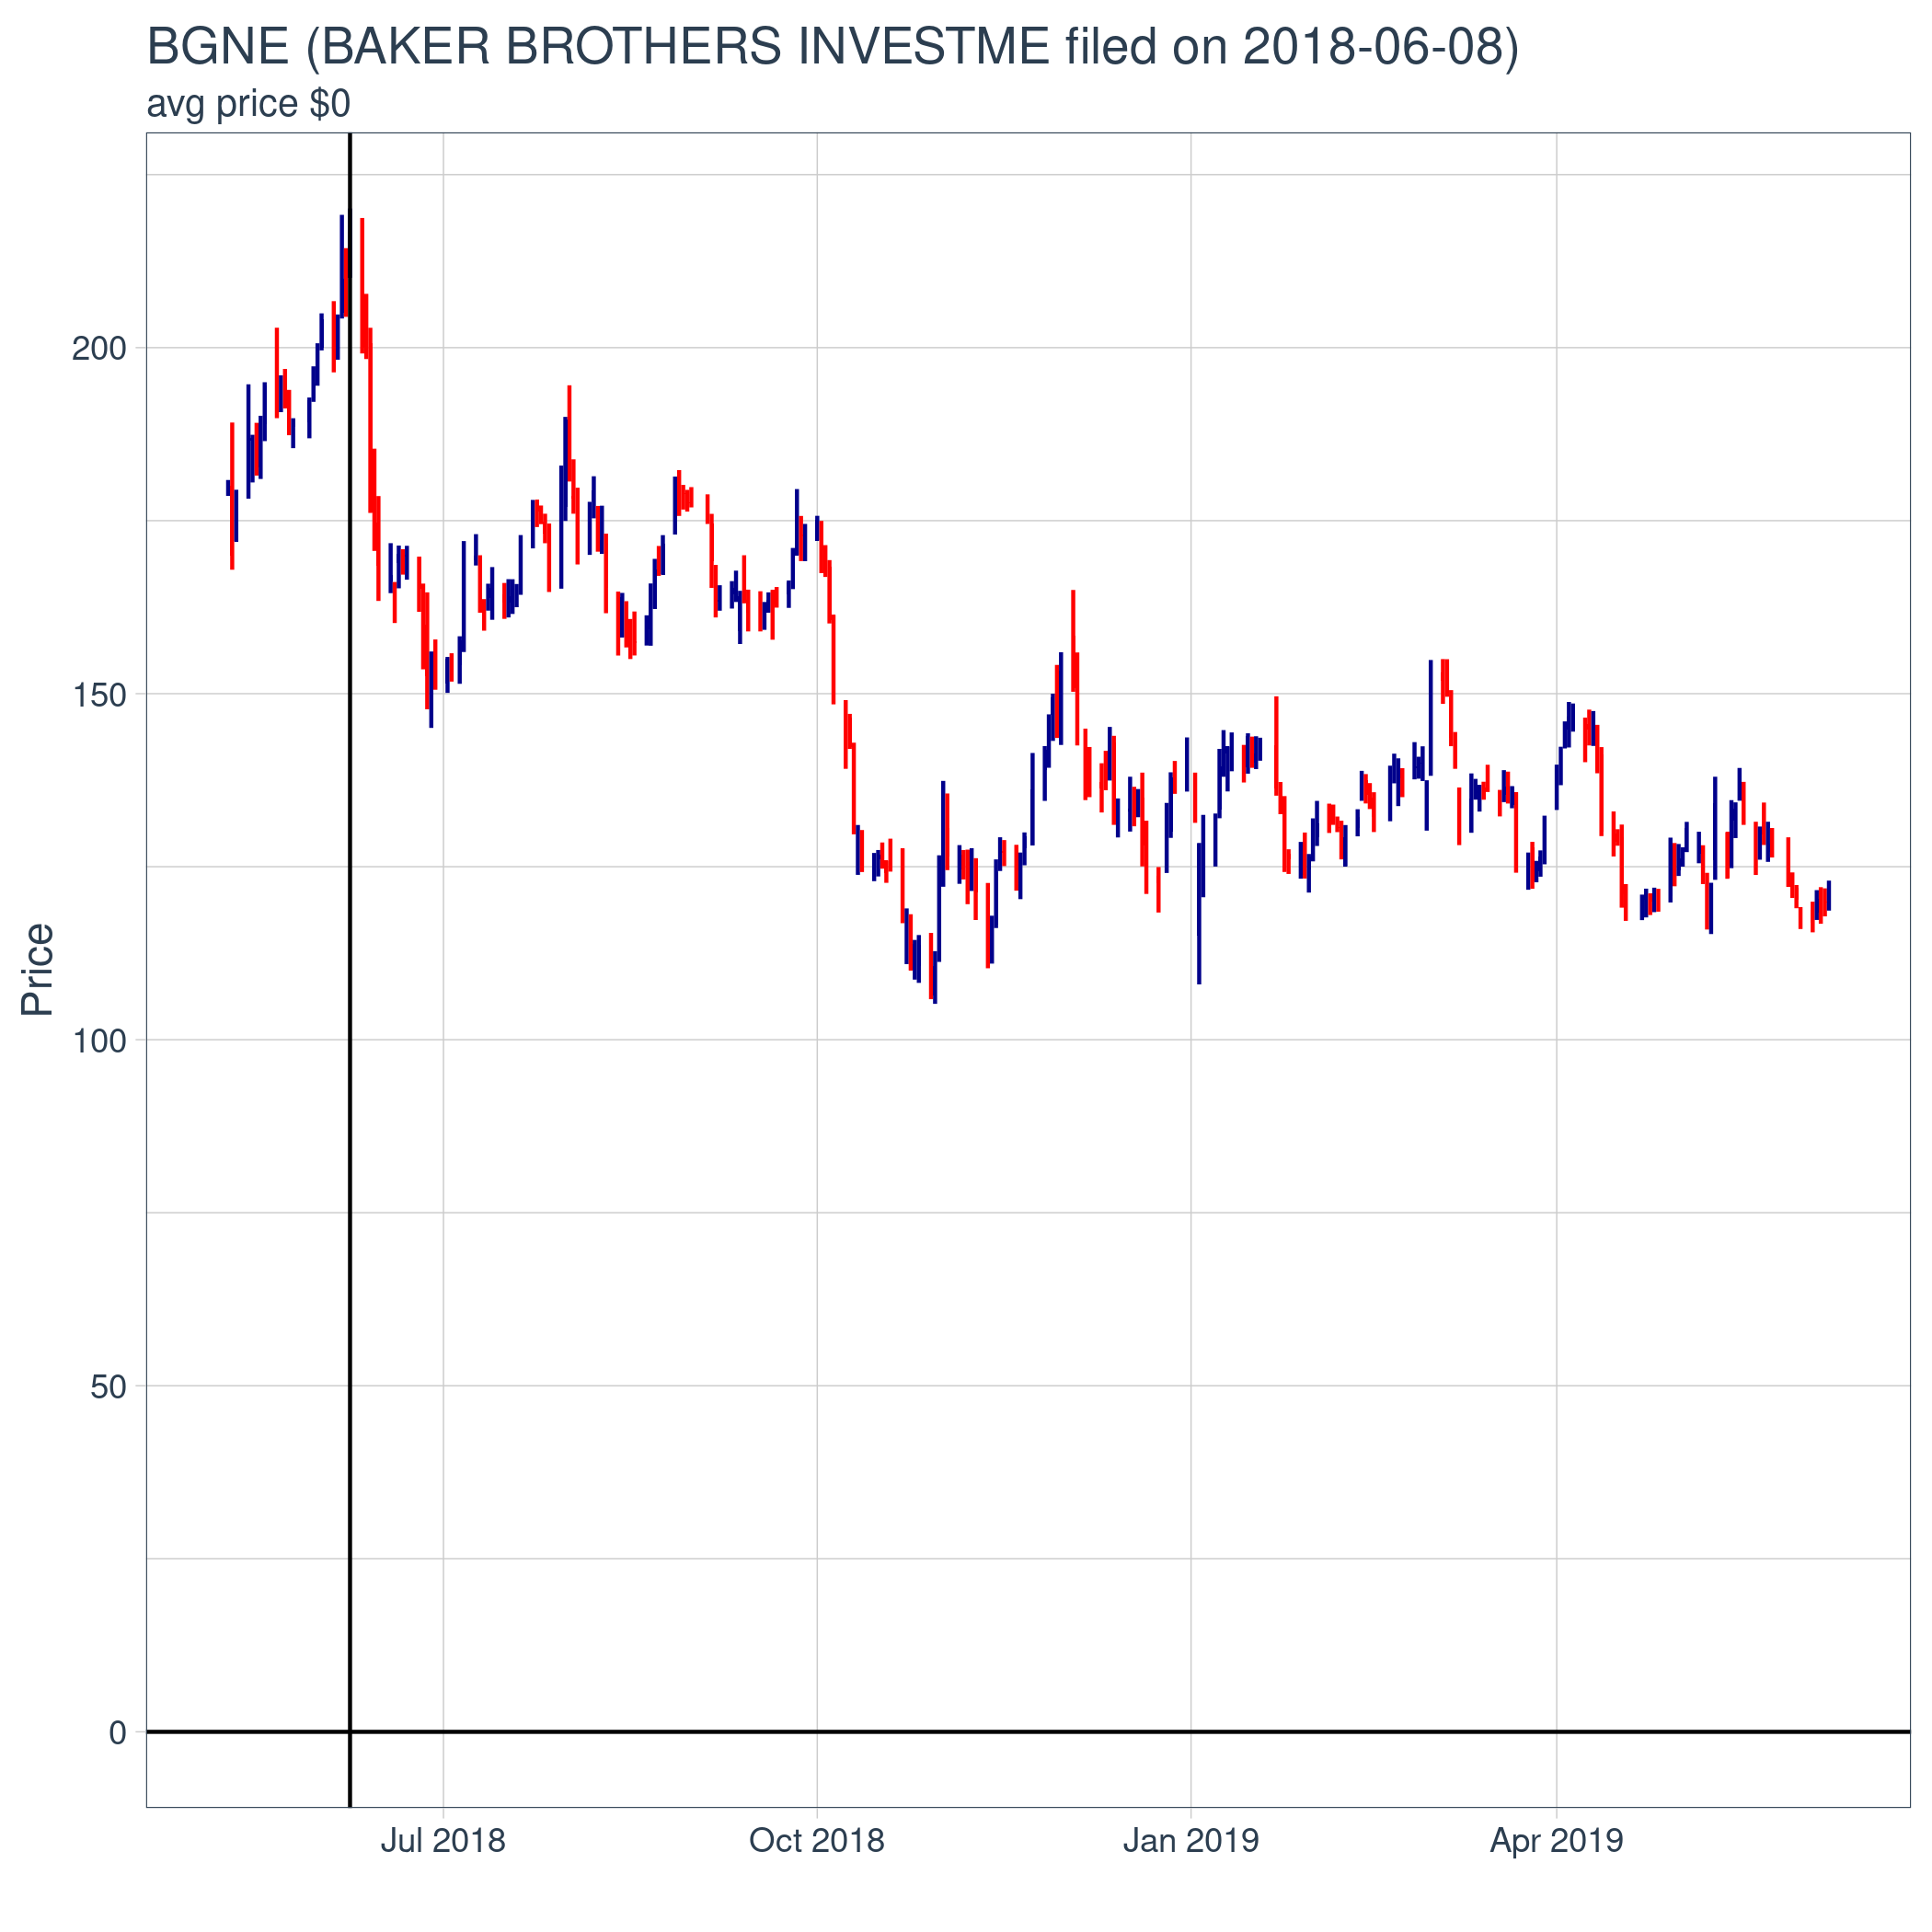 BGNE (BAKER BROTHERS INVESTME filed on 2018-06-08)
avg price $0
Price
200
150
100
50
0
Jul 2018
Oct 2018
Jan 2019
Apr 2019